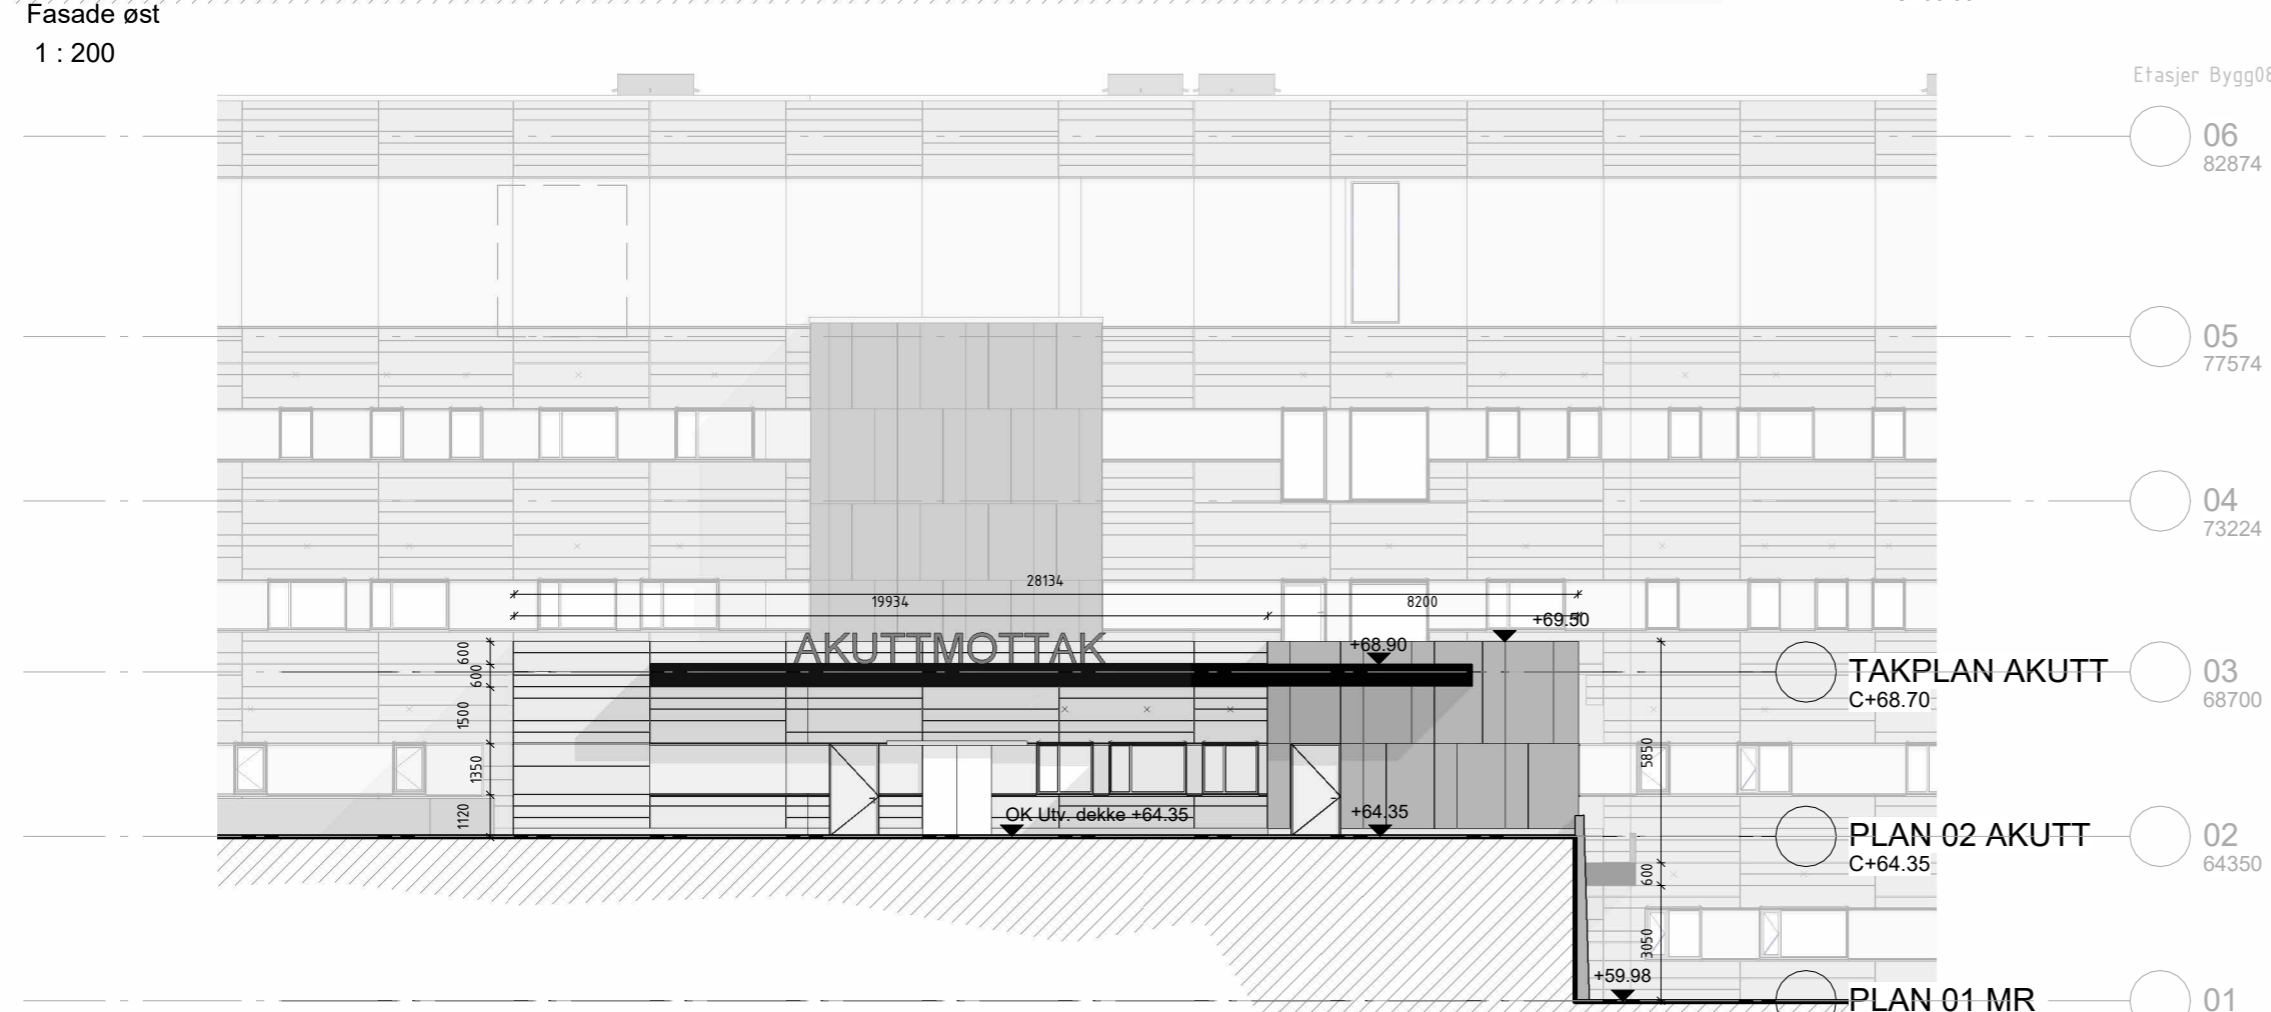 Fasade øst
1 : 200
Etasjer Bygg08
06
82874
05
77574
04
73224
28134
19934
8200
+69.50
AKUTTMOTTAK
+68.90
600
600
1500
1350
1120
TAKPLAN AKUTT
C+68.70
03
68700
5850
OK Utv. dekke +64.35
+64.35
PLAN 02 AKUTT
C+64.35
02
64350
600
3050
+59.98
PLAN 01 MR
01